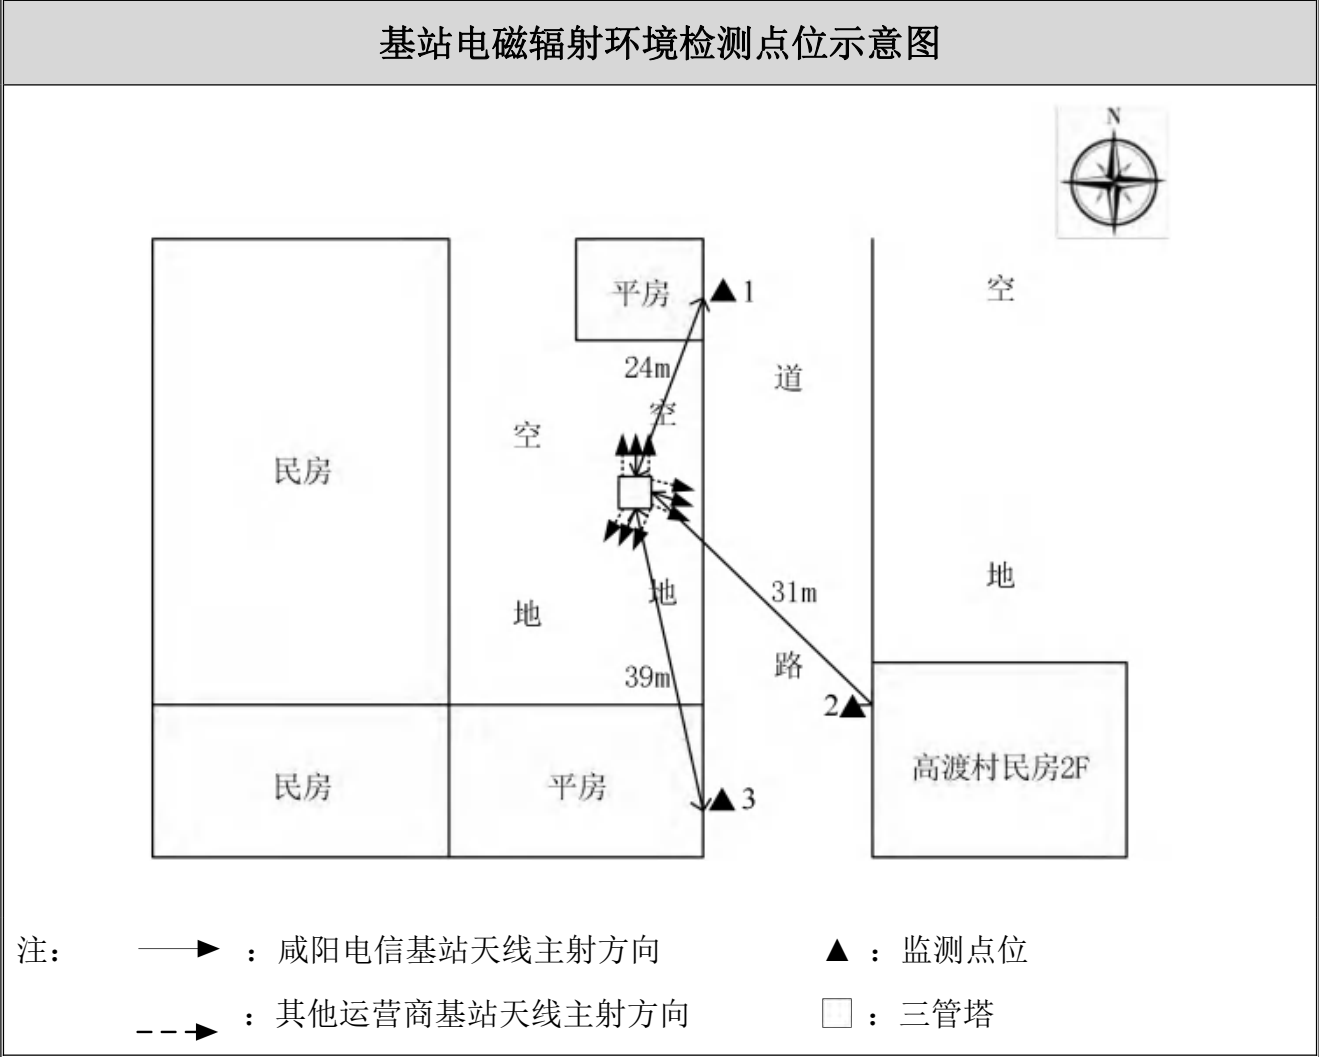 基站电磁辐射环境检测点位示意图
N
平房
1
空
24m
道
空
空
民房
31m
地
地
地
39m
路
2
高渡村民房2F
民房
平房
3
注：
：咸阳电信基站天线主射方向
：监测点位
：其他运营商基站天线主射方向
：三管塔